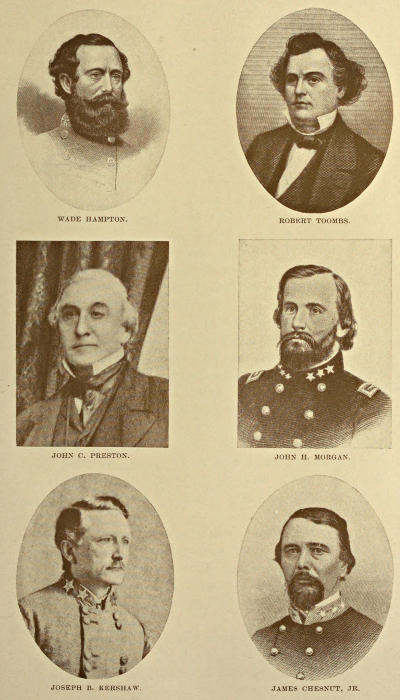 WADE HAMPTON.
ROBERT TOOMBS.
JOHN C. PRESTON.
JOHN H. MORGAN.
JOSEPH B. KERSHAW.
JAMES CHESNUT, JR.